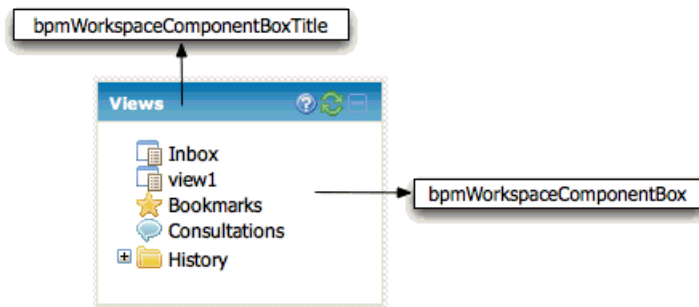 bpmWorkspaceComponentBoxTitle
Views
Inbox
view1
bpmWorkspaceComponentBox
Bookmarks
Consultations
History